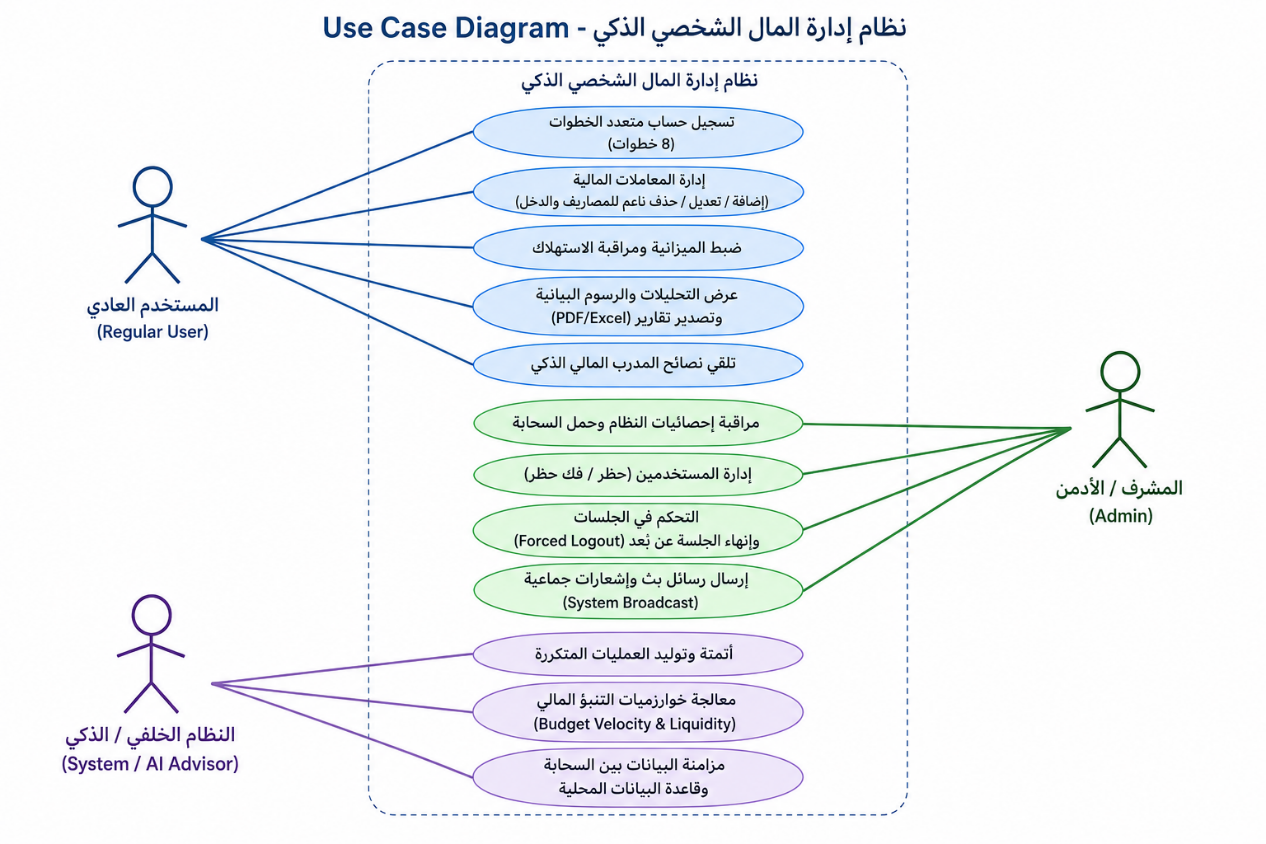 نظام إدارة المال الشخصي الذكي - Use Case Diagram
نظام إدارة المال الشخصي الذكي
تسجيل حساب متعدد الخطوات
(8 خطوات)
إدارة المعاملات المالية
(إضافة / تعديل / حذف ناعم للمصاريف والدخل)
ضبط الميزانية ومراقبة الاستهلاك
عرض التحليلات والرسوم البيانية
وتصدير تقارير (PDF/Excel)
تلقي نصائح المدرب المالي الذكي
المستخدم العادي
(Regular User)
مراقبة إحصائيات النظام وحمل السحابة
إدارة المستخدمين (حظر / فك حظر)
التحكم في الجلسات
وإنهاء الجلسة عن بُعد (Forced Logout)
إرسال رسائل بث وإشعارات جماعية
(System Broadcast)
المشرف / الأدمن
(Admin)
أتمتة وتوليد العمليات المتكررة
معالجة خوارزميات التنبؤ المالي
(Budget Velocity & Liquidity)
مزامنة البيانات بين السحابة
وقاعدة البيانات المحلية
النظام الخلفي / الذكي
(System / AI Advisor)